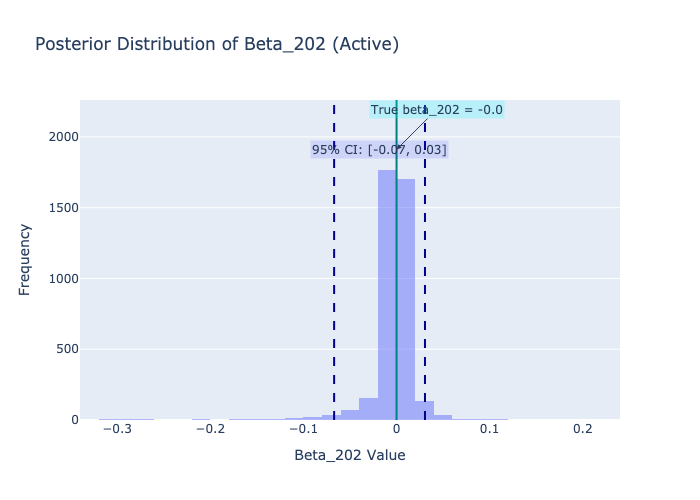 Posterior Distribution of Beta_202 (Active)
True beta_202 = -0.0
95% CI: [-0.07, 0.03]
2000
1500
1000
500
0
Frequency
−0.3
−0.2
−0.1
0
0.1
0.2
Beta_202 Value